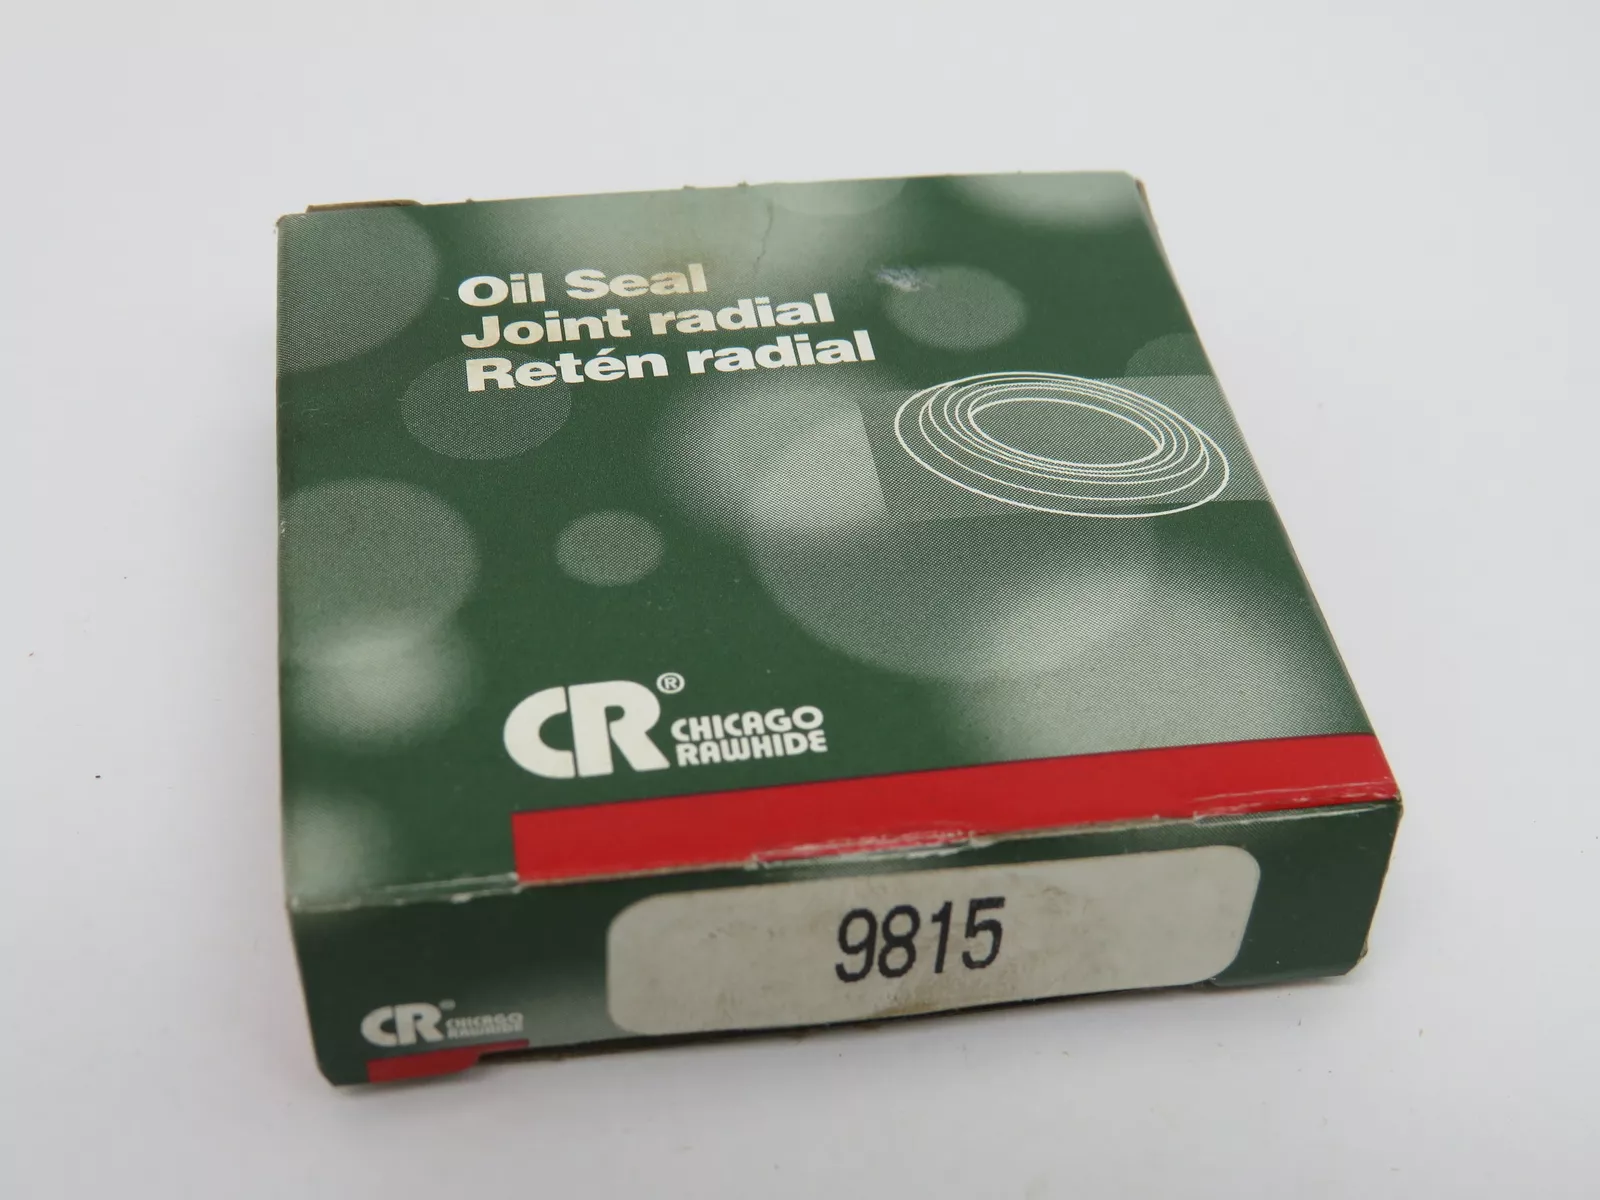 Oil Seal
Joint radial
Retén radial
CR® CHICAGO
RAWHIDE
9815
CR® CHICAGO
RAWHIDE